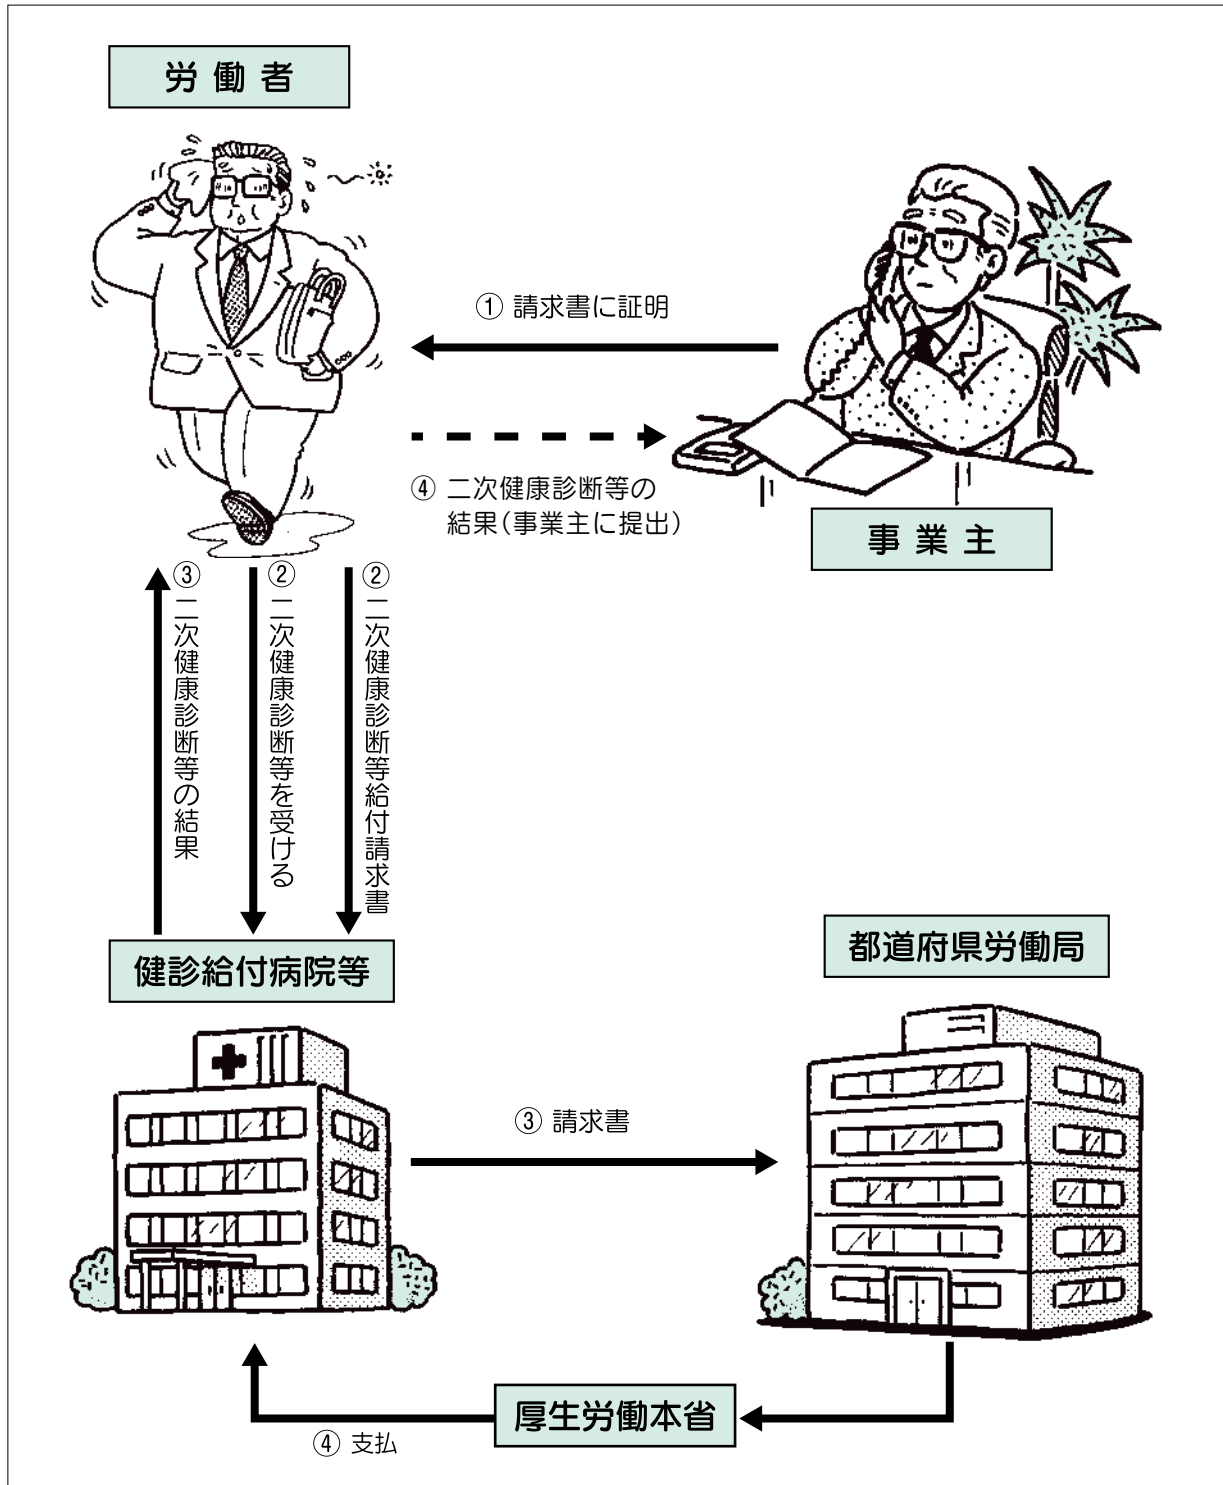 労働者
① 請求書に証明
④ 二次健康診断等の
結果(事業主に提出)
事業主
③二次健康診断等の結果
②二次健康診断等を受ける
②二次健康診断等給付請求書
健診給付病院等
都道府県労働局
③ 請求書
厚生労働本省
④ 支払